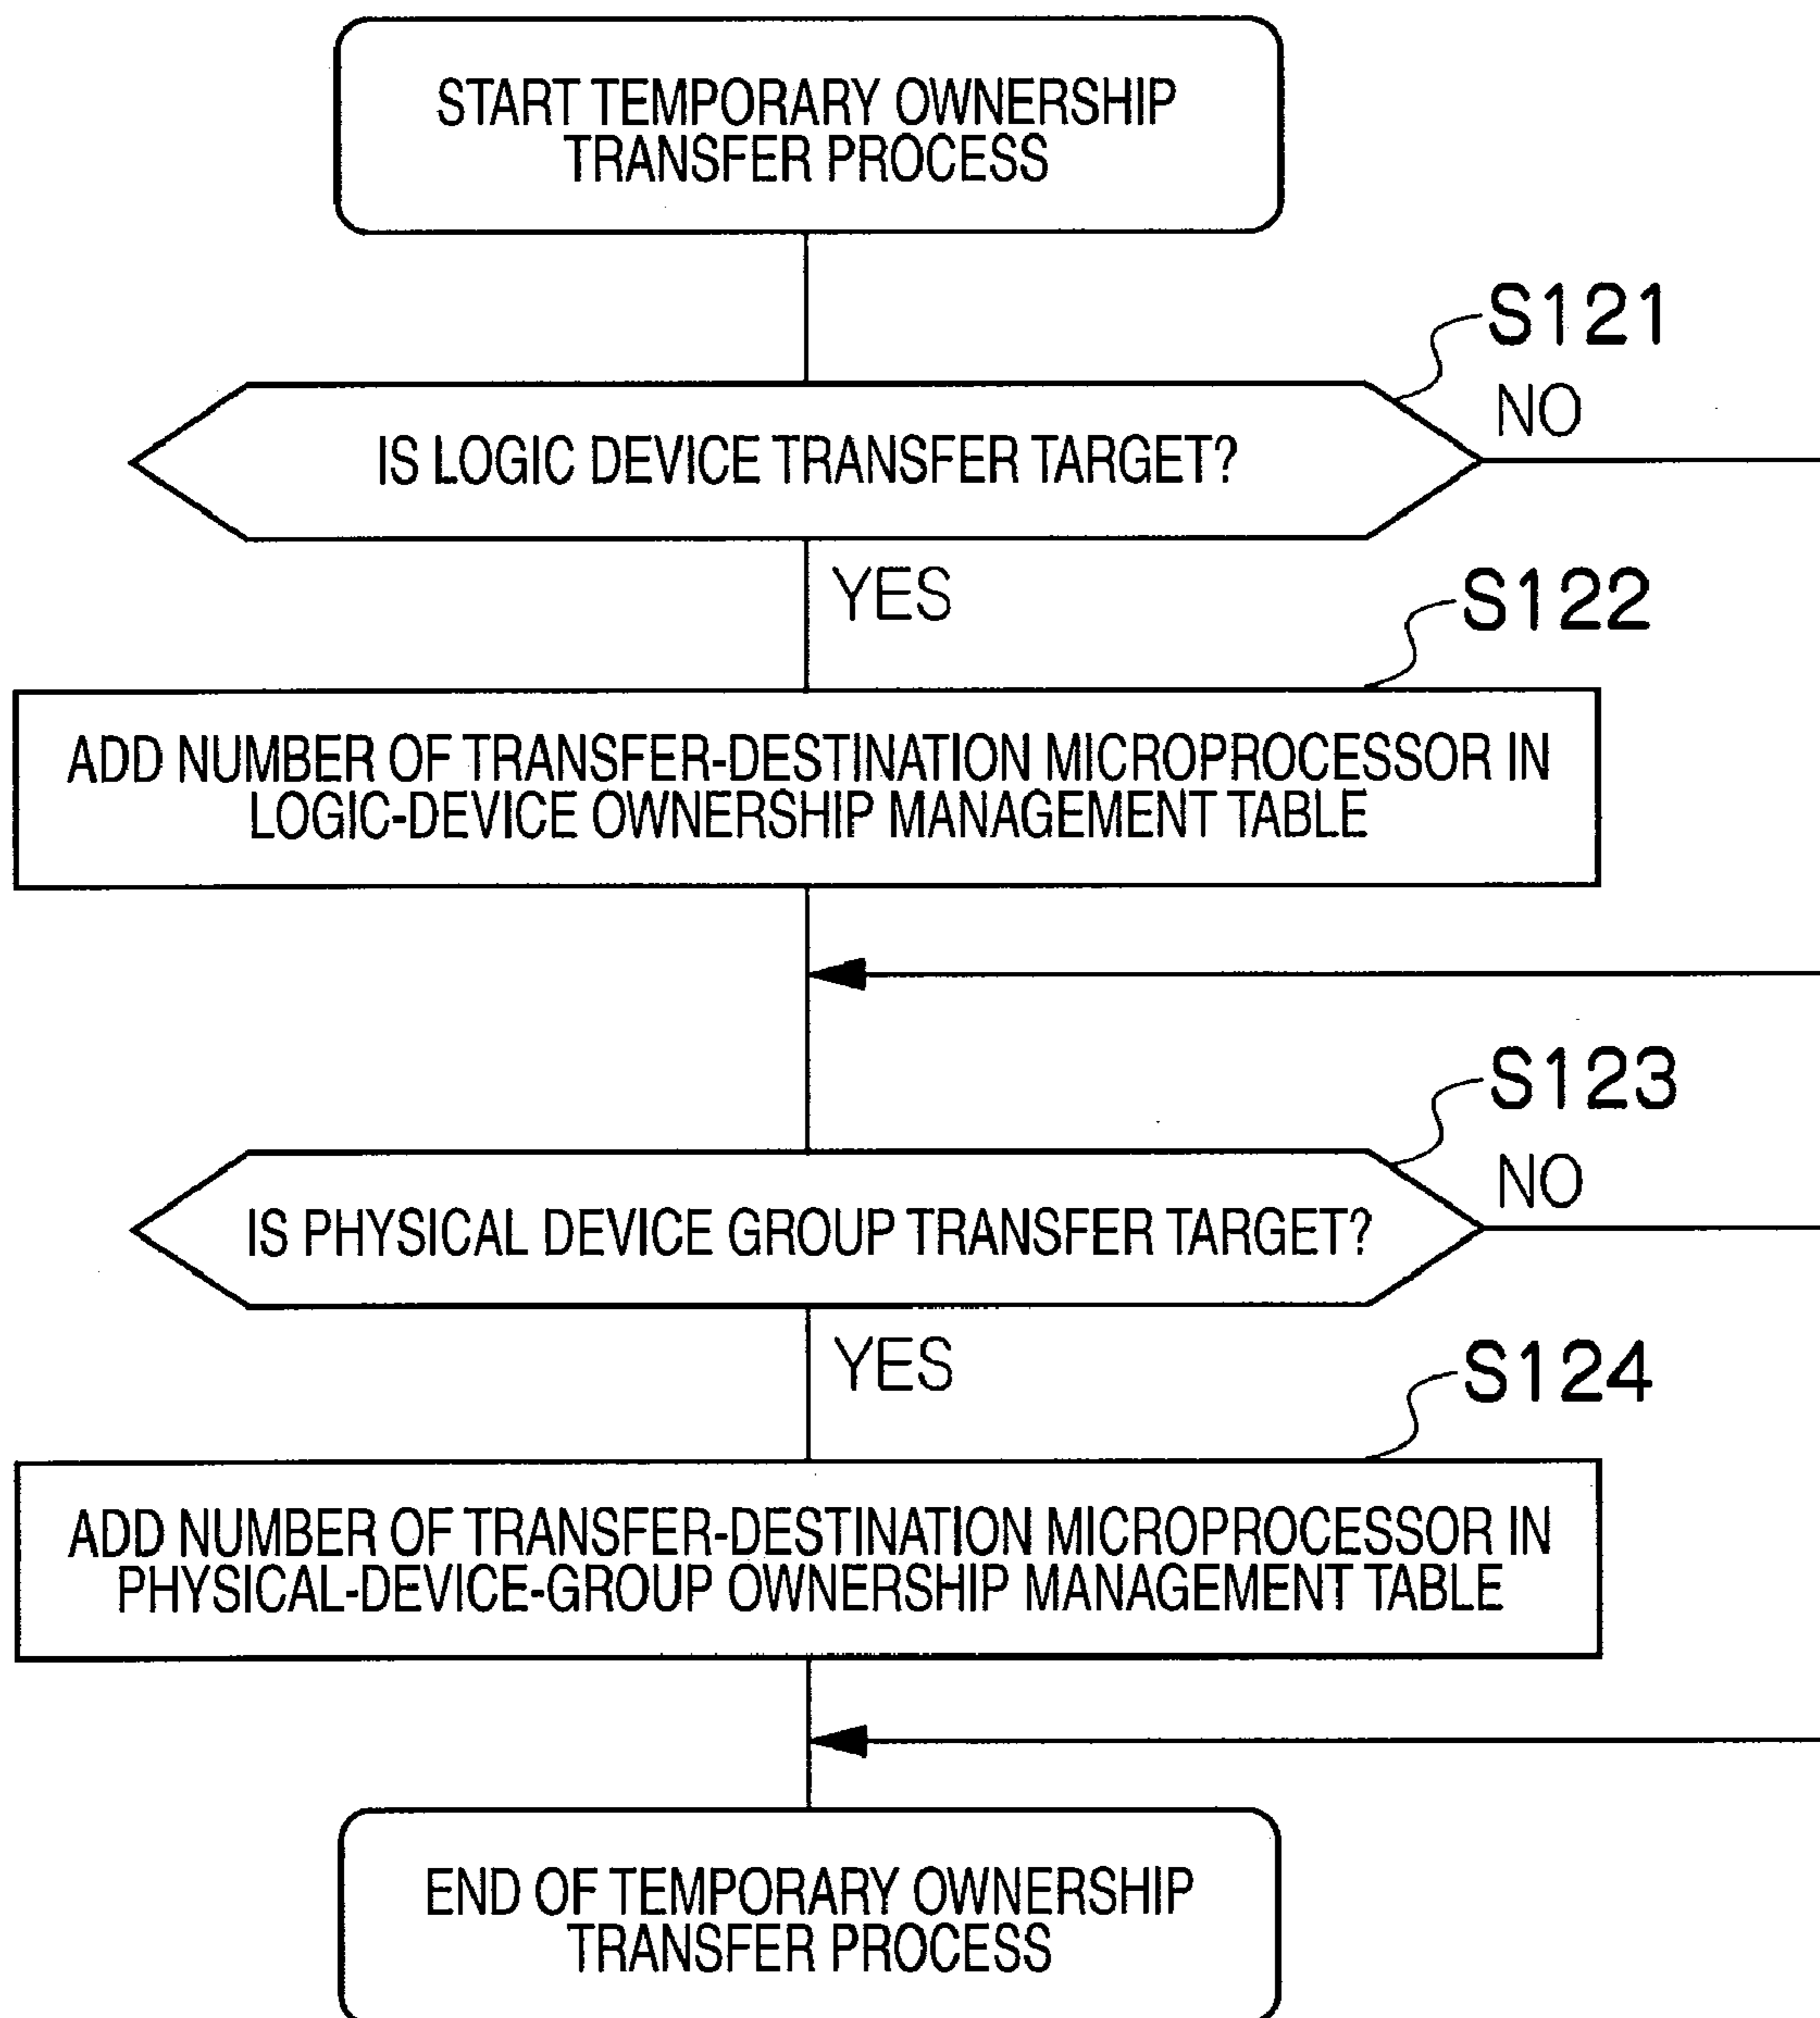 START TEMPORARY OWNERSHIP
TRANSFER PROCESS
S121
NO
IS LOGIC DEVICE TRANSFER TARGET?
YES
S122
ADD NUMBER OF TRANSFER-DESTINATION MICROPROCESSOR IN
LOGIC-DEVICE OWNERSHIP MANAGEMENT TABLE
S123
NO
IS PHYSICAL DEVICE GROUP TRANSFER TARGET?
YES
S124
ADD NUMBER OF TRANSFER-DESTINATION MICROPROCESSOR IN
PHYSICAL-DEVICE-GROUP OWNERSHIP MANAGEMENT TABLE
END OF TEMPORARY OWNERSHIP
TRANSFER PROCESS